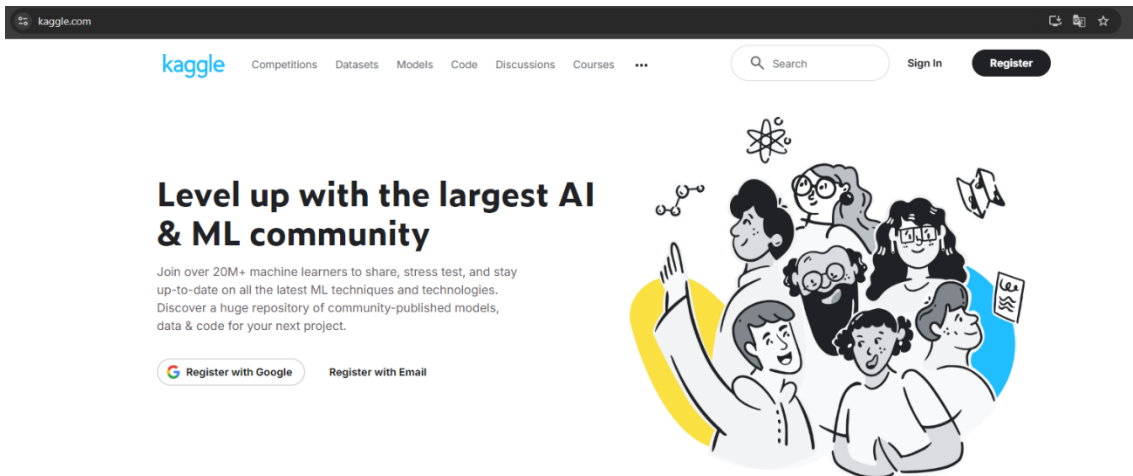 kaggle.com
kaggle Competitions Datasets Models Code Discussions Courses ••• Search Sign In Register
Level up with the largest AI
& ML community
Join over 20M+ machine learners to share, stress test, and stay
up-to-date on all the latest ML techniques and technologies.
Discover a huge repository of community-published models,
data & code for your next project.
Register with Google Register with Email